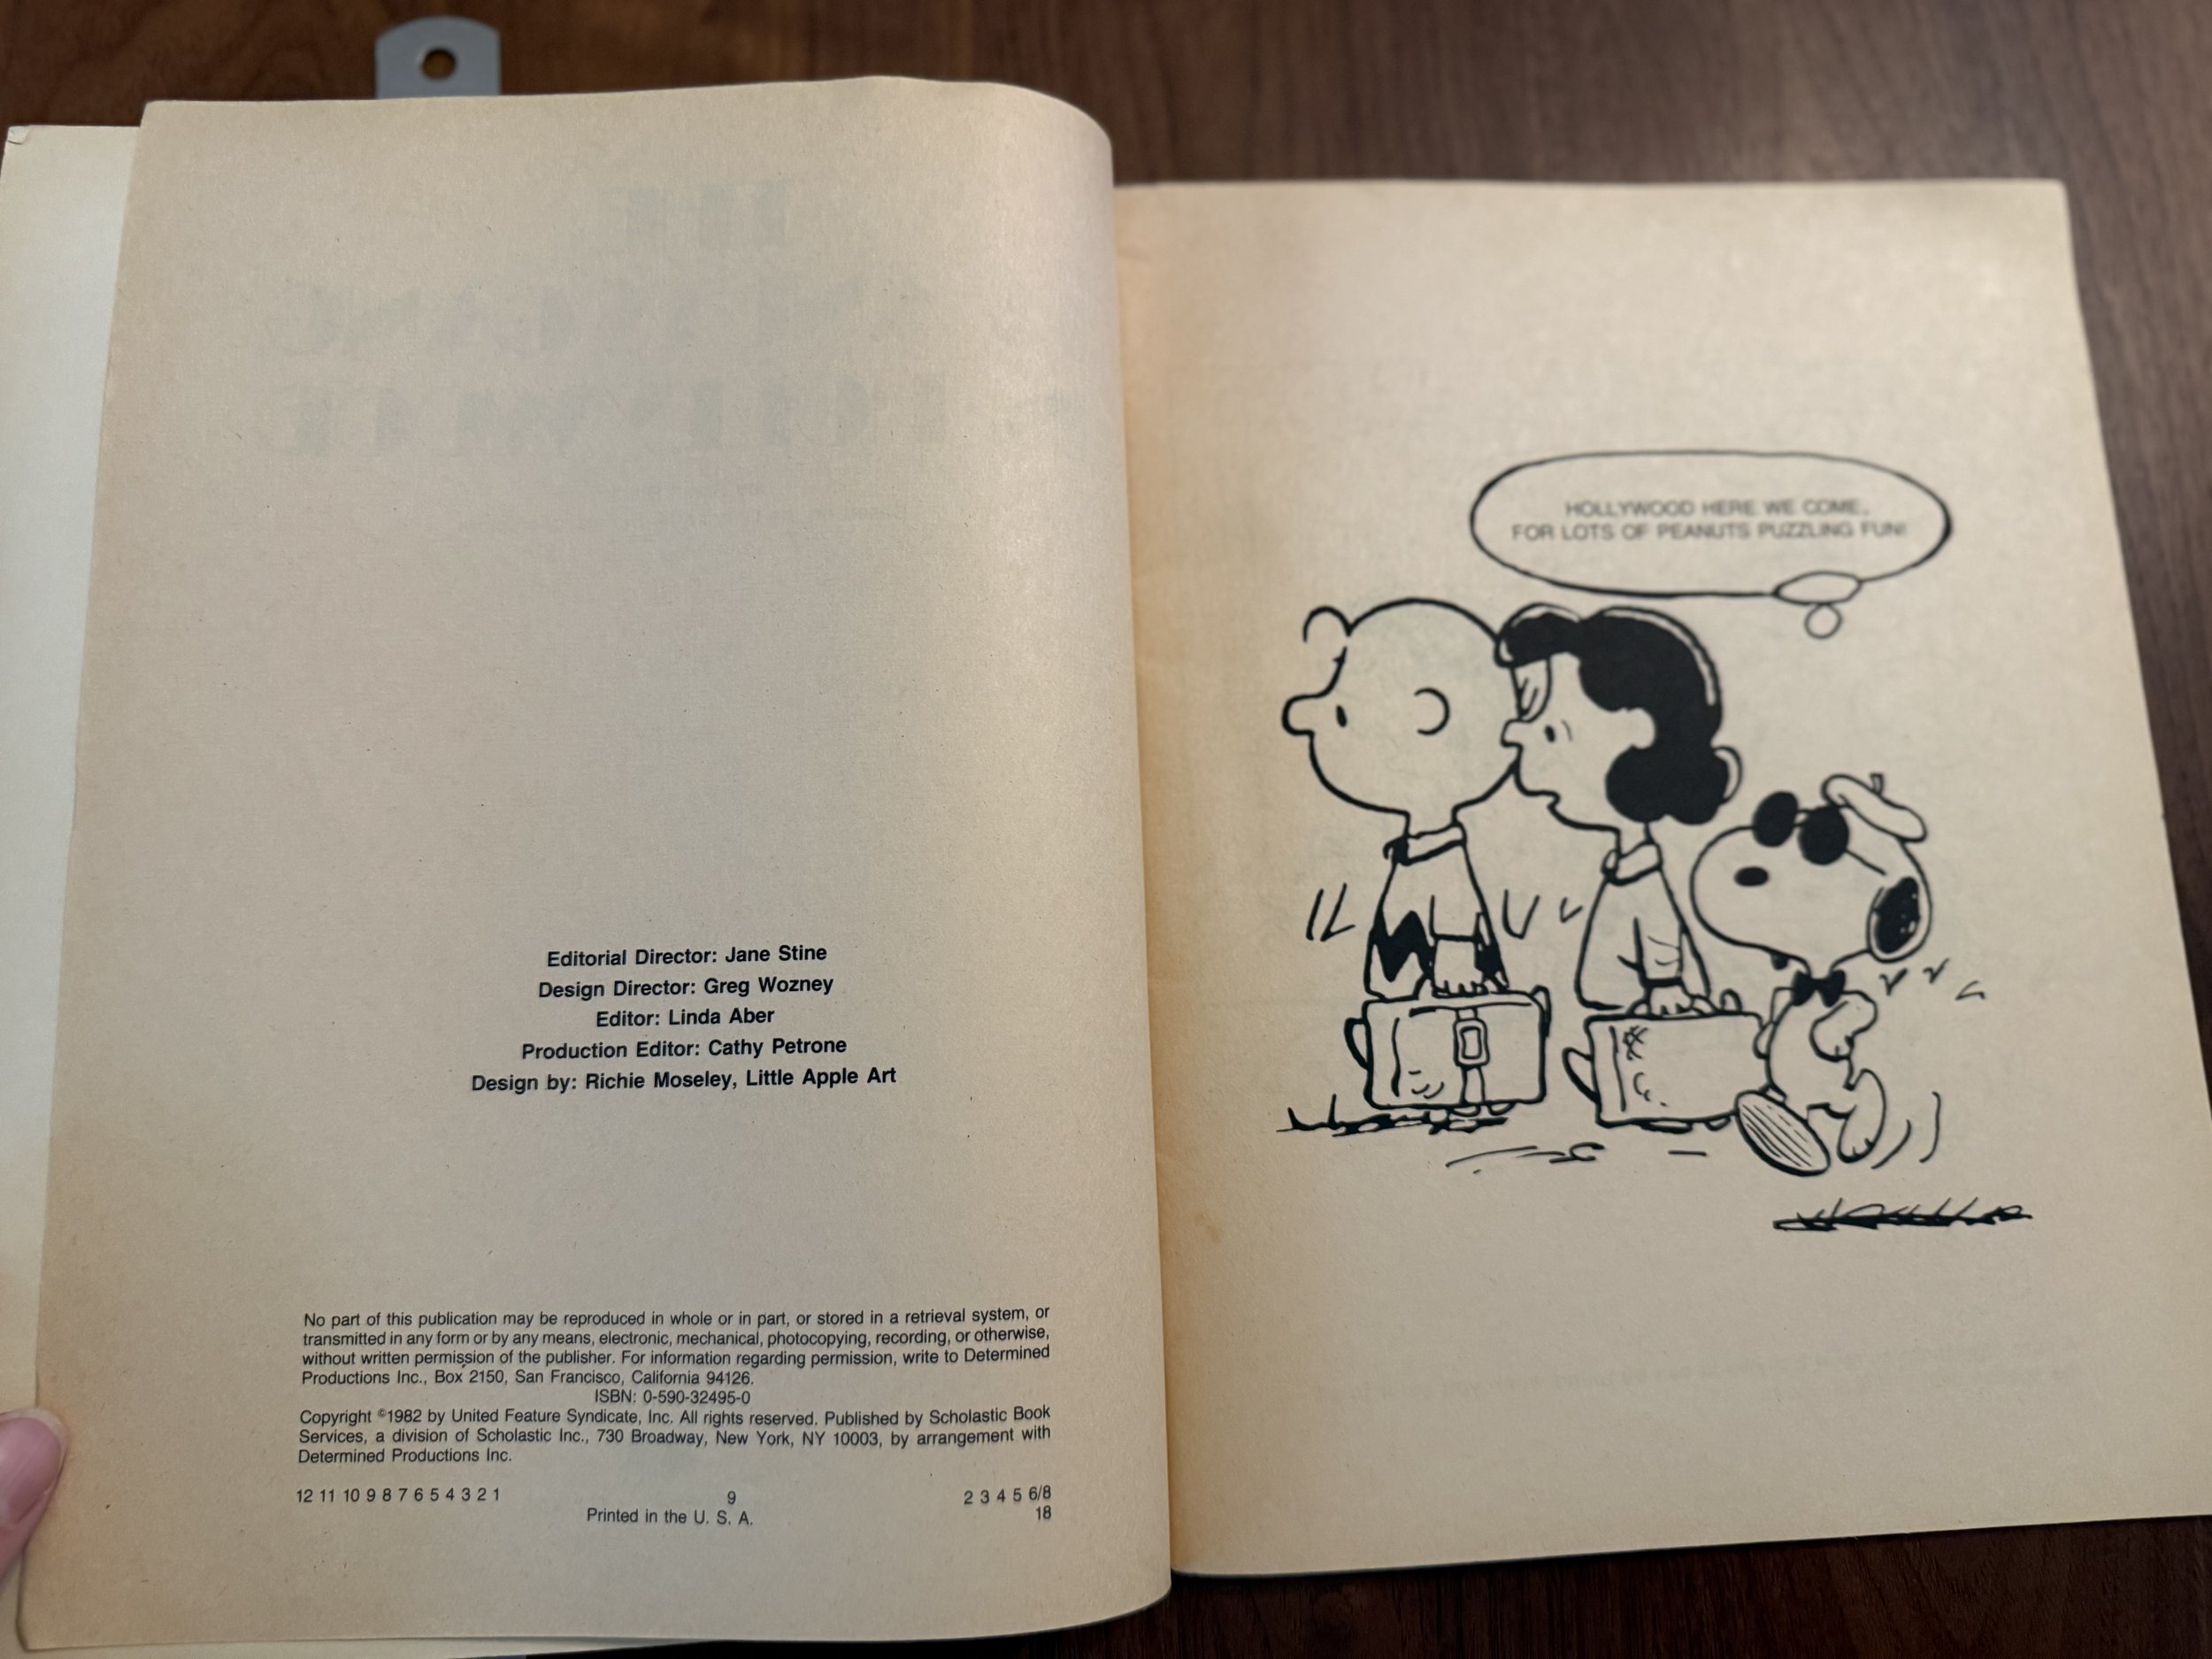 Editorial Director: Jane Stine
Design Director: Greg Wozney
Editor: Linda Aber
Production Editor: Cathy Petrone
Design by: Richie Moseley, Little Apple Art
No part of this publication may be reproduced in whole or in part, or stored in a retrieval system, or
transmitted in any form or by any means, electronic, mechanical, photocopying, recording, or otherwise,
without written permission of the publisher. For information regarding permission, write to Determined
Productions Inc., Box 2150, San Francisco, California 94126.
ISBN: 0-590-32495-0
Copyright ©1982 by United Feature Syndicate, Inc. All rights reserved. Published by Scholastic Book
Services, a division of Scholastic Inc., 730 Broadway, New York, NY 10003, by arrangement with
Determined Productions Inc.
12 11 10 9 8 7 6 5 4 3 2 1 9 2 3 4 5 6/8
Printed in the U. S. A. 18
HOLLYWOOD HERE WE COME,
FOR LOTS OF PEANUTS PUZZLING FUN!